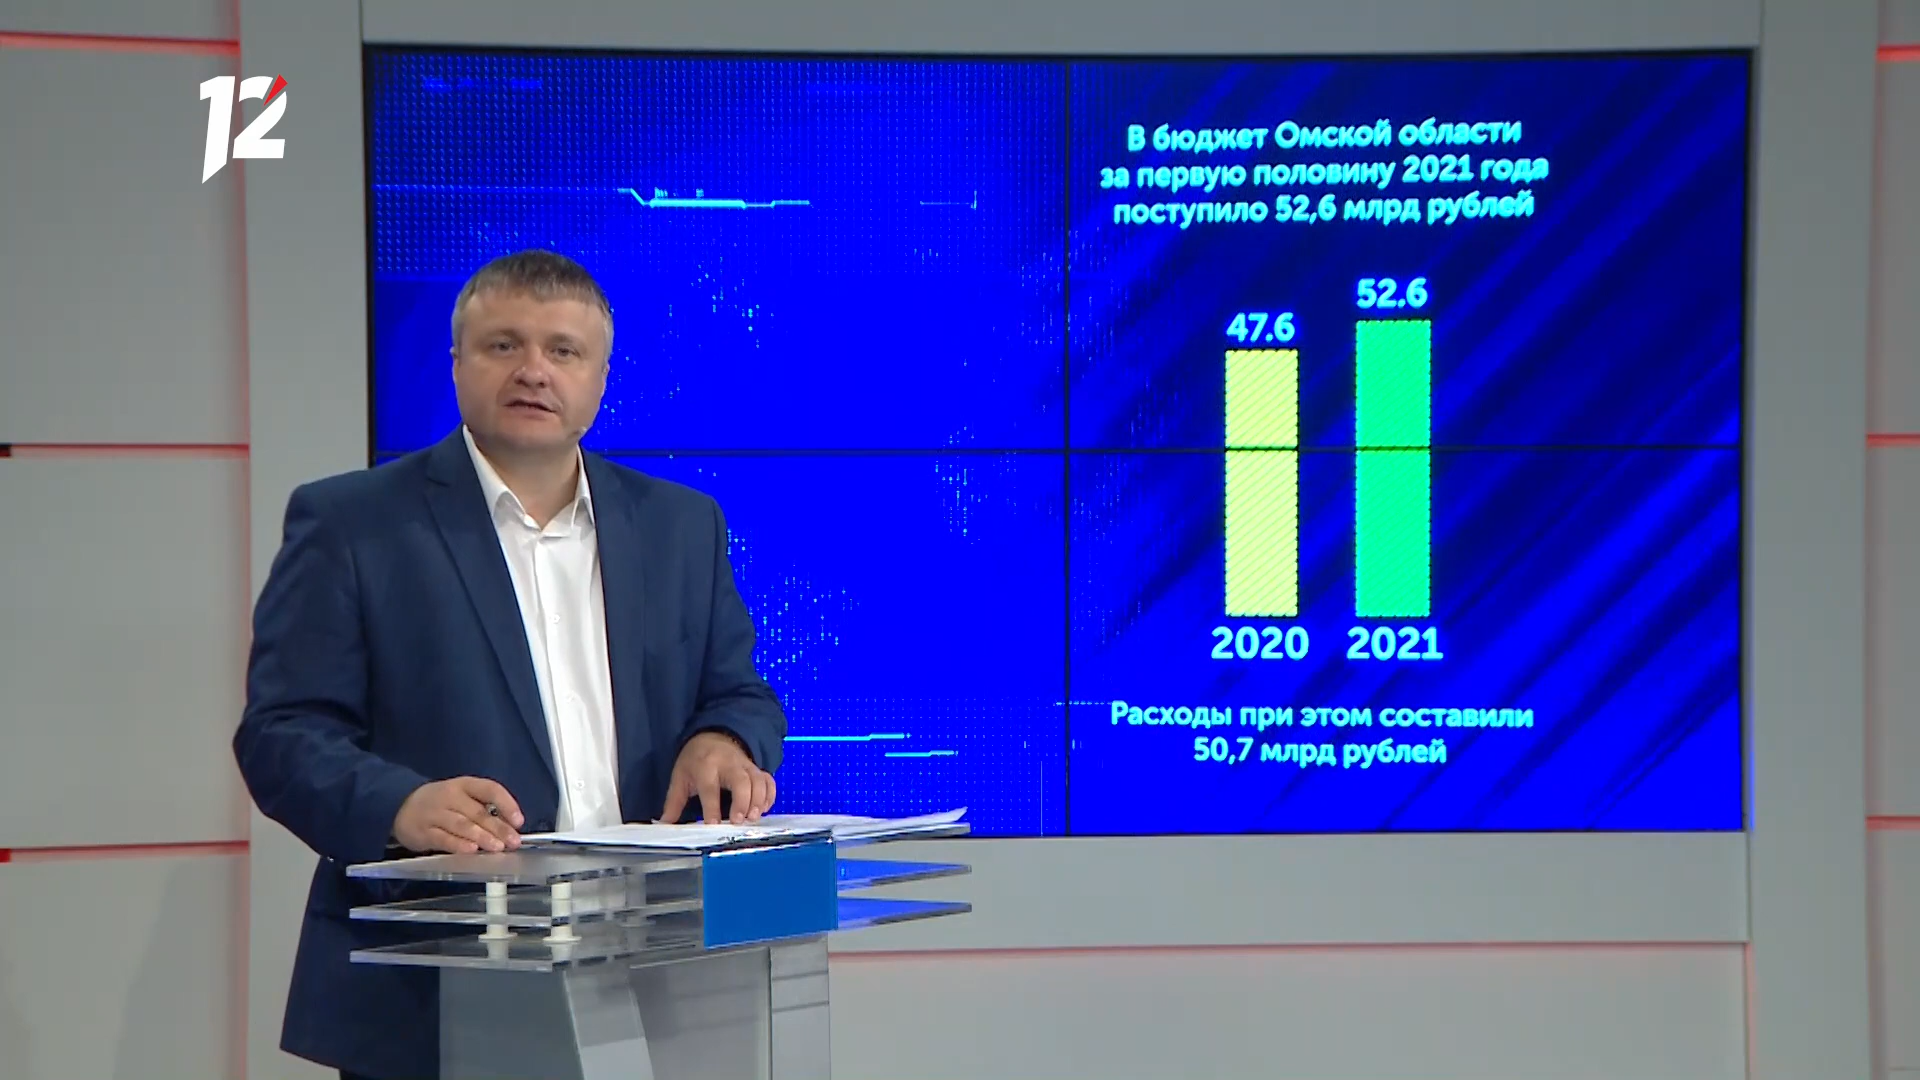 12
В бюджет Омской области
за первую половину 2021 года
поступило 52,6 млрд рублей
47.6
52.6
2020
2021
Расходы при этом составили
50,7 млрд рублей